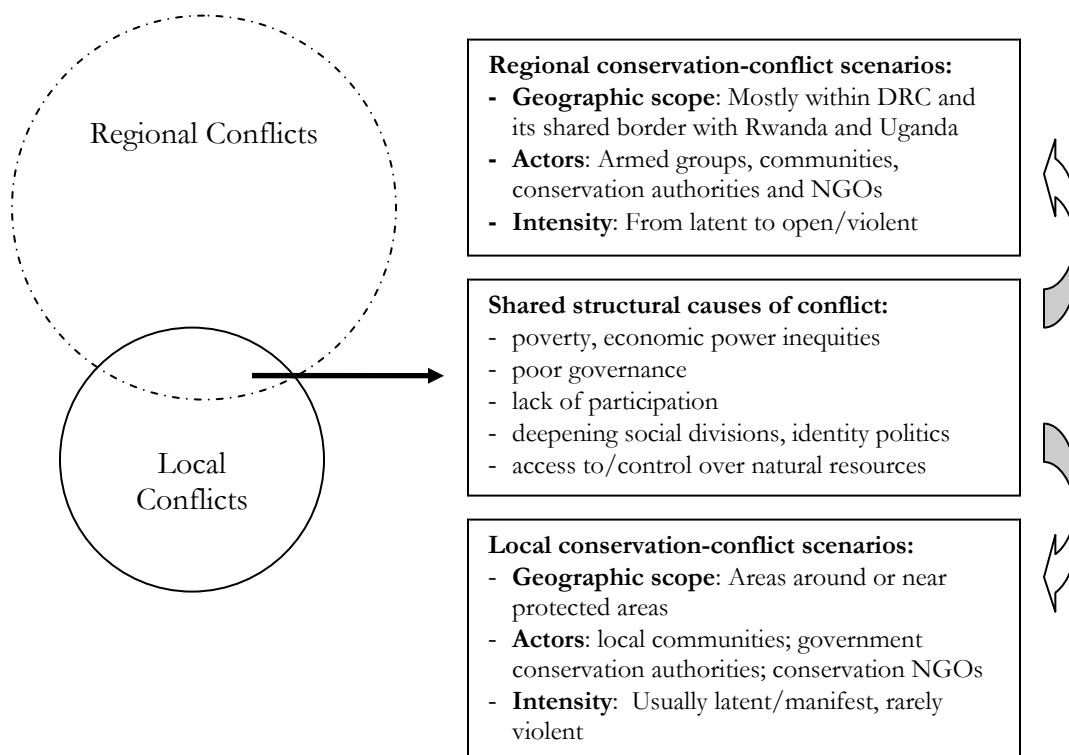 Regional Conflicts
Local
Conflicts
Regional conservation-conflict scenarios:
- Geographic scope: Mostly within DRC and
its shared border with Rwanda and Uganda
- Actors: Armed groups, communities,
conservation authorities and NGOs
- Intensity: From latent to open/violent
Shared structural causes of conflict:
- poverty, economic power inequities
- poor governance
- lack of participation
- deepening social divisions, identity politics
- access to/control over natural resources
Local conservation-conflict scenarios:
- Geographic scope: Areas around or near
protected areas
- Actors: local communities; government
conservation authorities; conservation NGOs
- Intensity: Usually latent/manifest, rarely
violent